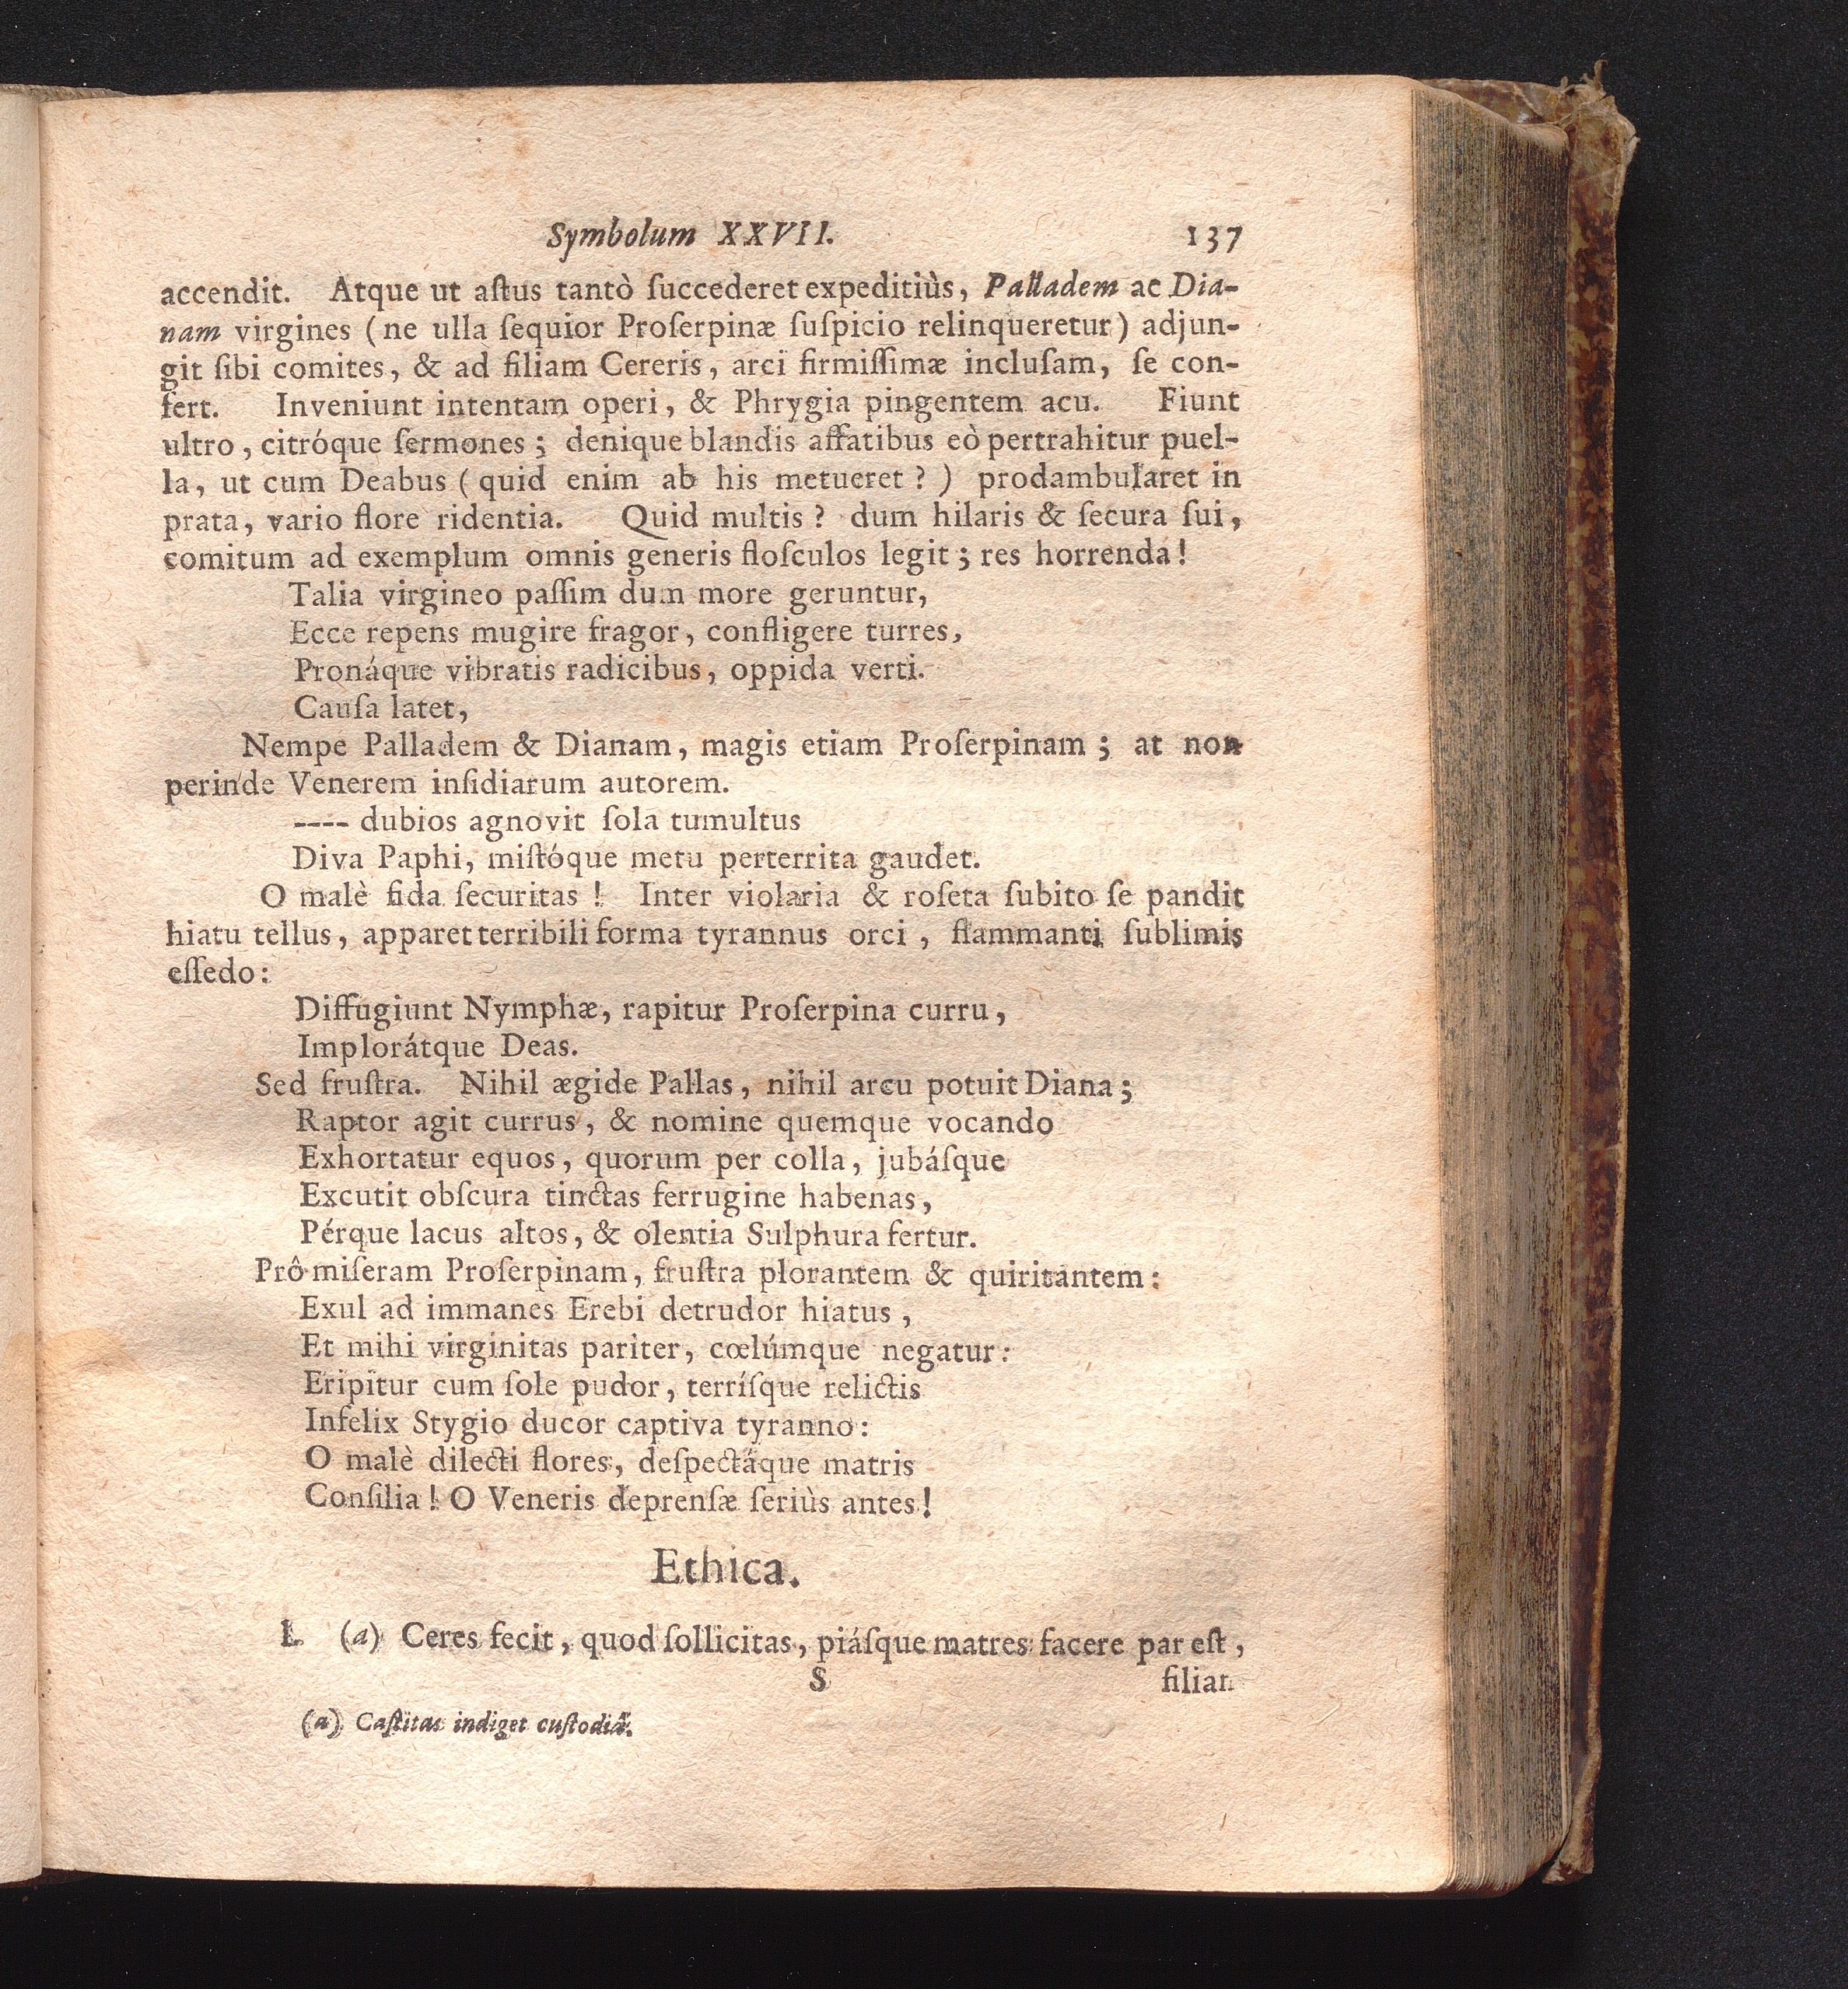 Symbolum XXVII. 137
accendit. Atque ut astus tantò ſuccederet expeditiùs, Palladem ac Dia-
nam virgines (ne ulla ſequior Proſerpinæ ſuſpicio relinqueretur) adjun-
git ſibi comites, & ad filiam Cereris, arci firmiſſimæ incluſam, ſe con-
fert. Inveniunt intentam operi, & Phrygia pingentem acu. Fiunt
ultro, citróque ſermones; denique blandis affatibus eò pertrahitur puel-
la, ut cum Deabus (quid enim ab his metueret?) prodambularet in
prata, vario flore ridentia. Quid multis? dum hilaris & ſecura ſui,
comitum ad exemplum omnis generis floſculos legit; res horrenda!
Talia virgineo paſſim dum more geruntur,
Ecce repens mugire fragor, confligere turres,
Pronáque vibratis radicibus, oppida verti.
Cauſa latet,
Nempe Palladem & Dianam, magis etiam Proſerpinam; at non
perinde Venerem inſidiarum autorem.
---- dubios agnovit ſola tumultus
Diva Paphi, miſtóque metu perterrita gaudet.
O malè fida ſecuritas! Inter violaria & roſeta ſubito ſe pandit
hiatu tellus, apparet terribili forma tyrannus orci, flammanti ſublimis
eſſedo:
Diffugiunt Nymphæ, rapitur Proſerpina curru,
Implorátque Deas.
Sed fruſtra. Nihil ægide Pallas, nihil arcu potuit Diana;
Raptor agit currus, & nomine quemque vocando
Exhortatur equos, quorum per colla, jubáſque
Excutit obſcura tinctas ferrugine habenas,
Pérque lacus altos, & olentia Sulphura fertur.
Prô miſeram Proſerpinam, fruſtra plorantem & quiritantem:
Exul ad immanes Erebi detrudor hiatus,
Et mihi virginitas pariter, cœlúmque negatur:
Eripitur cum ſole pudor, terríſque relictis
Infelix Stygio ducor captiva tyranno:
O malè dilecti flores, deſpectáque matris
Conſilia! O Veneris deprenſæ ſeriùs antes!
Ethica.
I. (a) Ceres fecit, quod ſollicitas, piáſque matres facere par eſt,
S filiam
(a) Caſtitas indiget cuſtodiâ.